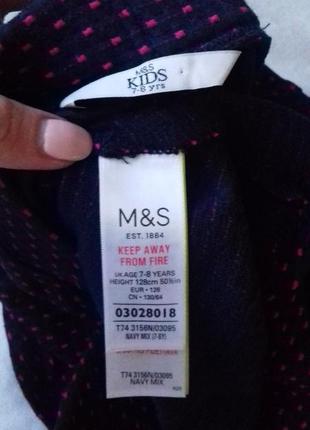 M&S
KIDS
7-8 yrs
M&S
EST. 1884
KEEP AWAY
FROM FIRE
UK AGE 7-8 YEARS
HEIGHT 128cm 50½in
EUR • 128
CN • 130/64
03028018
T74 3156N/03095
NAVY MIX (7-8Y)
T74 3156N/03095
NAVY MIX